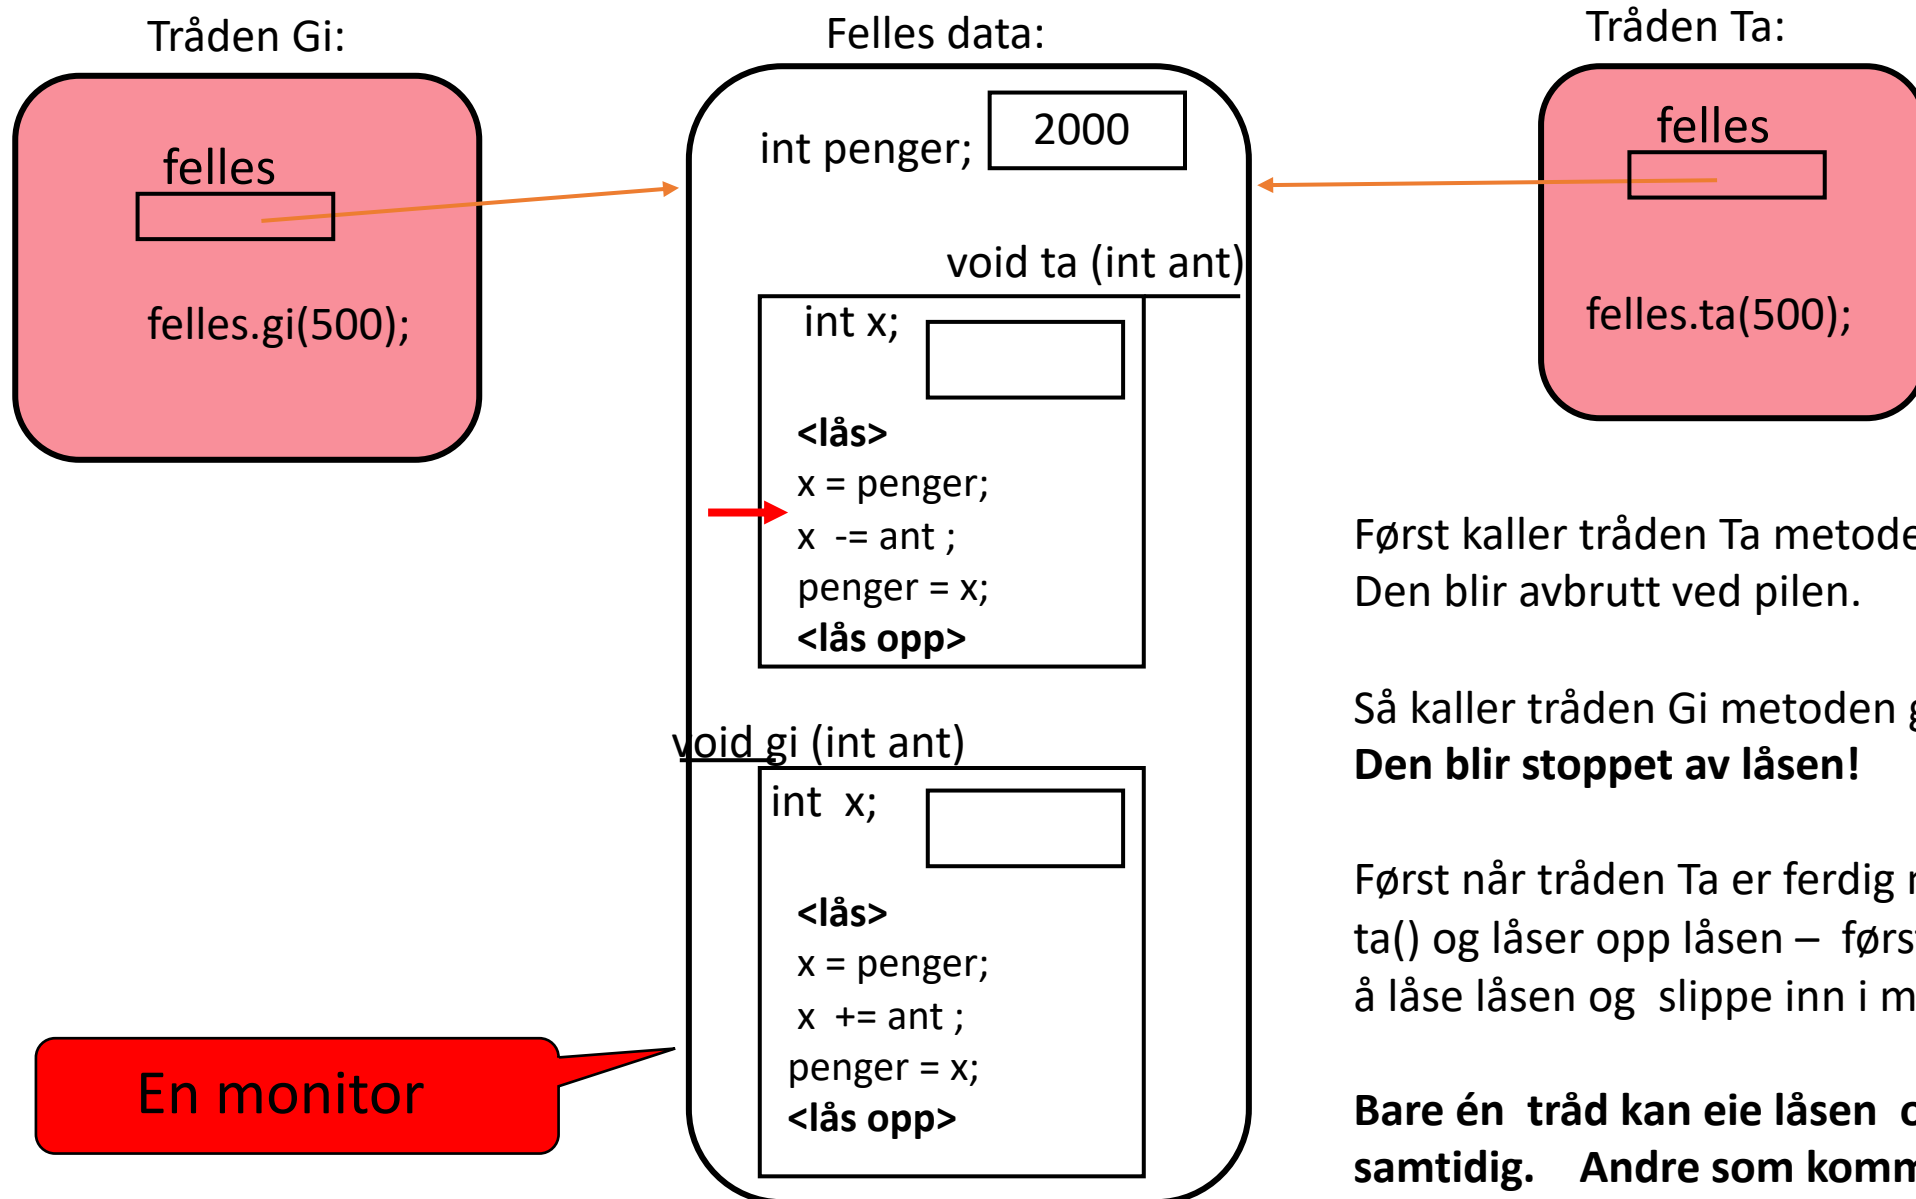 Tråden Gi:
felles
felles.gi(500);
Felles data:
int penger;
2000
void ta (int ant)
int x;
<lås>
x = penger;
x -= ant ;
penger = x;
<lås opp>
void gi (int ant)
int x;
<lås>
x = penger;
x += ant ;
penger = x;
<lås opp>
En monitor
Tråden Ta:
felles
felles.ta(500);
Først kaller tråden Ta
Den blir avbrutt ved pilen.
Så kaller tråden Gi metoden
Den blir stoppet av låsen!
Først når tråden Ta er ferdig
ta() og låser opp låsen –
å låse låsen og slippe inn i
Bare én tråd kan eie låsen
samtidig. Andre som